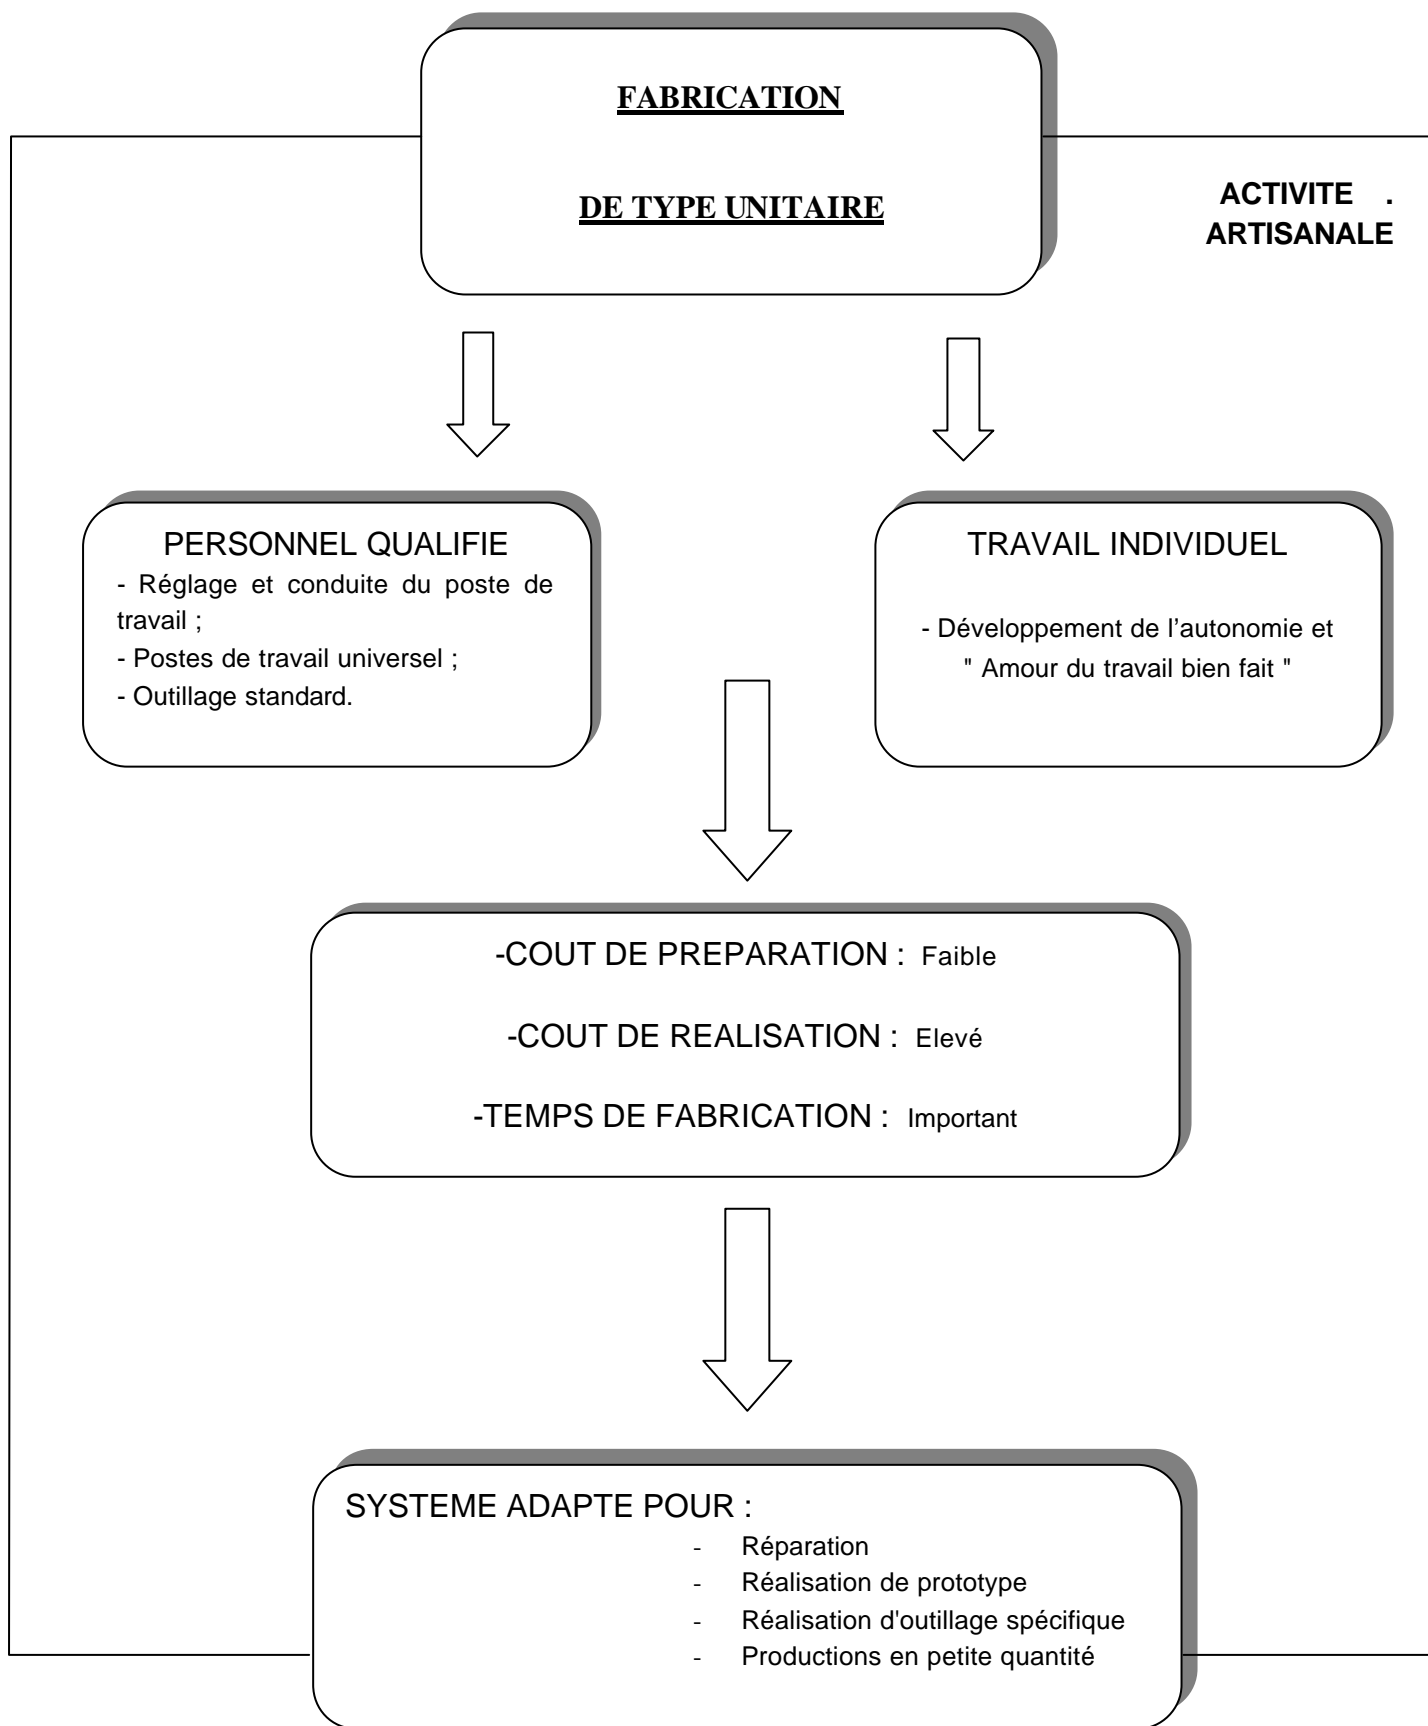 FABRICATION
DE TYPE UNITAIRE
ACTIVITE .
ARTISANALE
PERSONNEL QUALIFIE
- Réglage et conduite du poste de
travail ;
- Postes de travail universel ;
- Outillage standard.
TRAVAIL INDIVIDUEL
- Développement de l’autonomie et
" Amour du travail bien fait "
-COUT DE PREPARATION : Faible
-COUT DE REALISATION : Elevé
-TEMPS DE FABRICATION : Important
SYSTEME ADAPTE POUR :
- Réparation
- Réalisation de prototype
- Réalisation d'outillage spécifique
- Productions en petite quantité